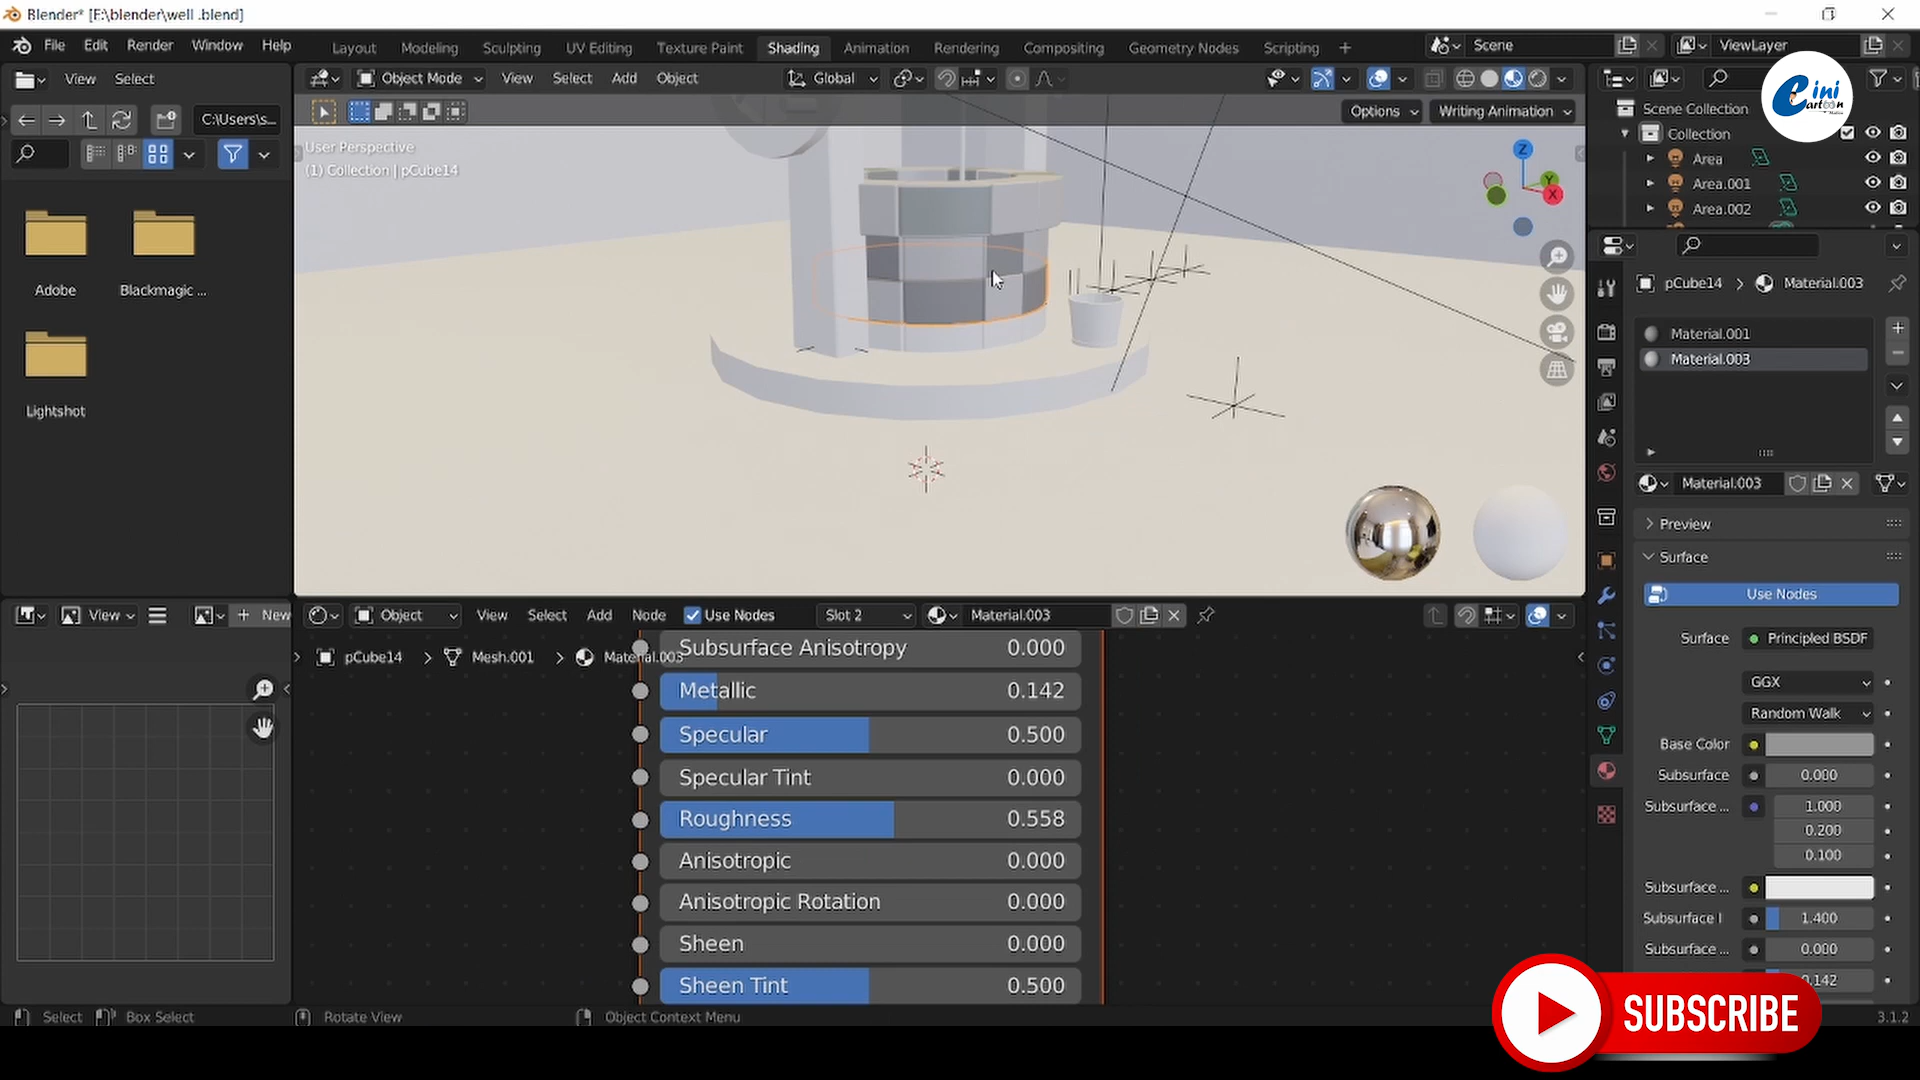 Blender* [E:\blender\well .blend]
File Edit Render Window Help
Layout Modeling Sculpting UV Editing Texture Paint Shading Animation Rendering Compositing Geometry Nodes Scripting +
Scene
ViewLayer
View Select
Object Mode View Select Add Object
Global
Options
Writing Animation
C:\Users\s...
User Perspective
(1) Collection | pCube14
Z
Y
X
Adobe
Blackmagic ...
Lightshot
eini
Cartoon
Scene Collection
Collection
Area
Area.001
Area.002
pCube14 > Material.003
Material.001
Material.003
Material.003
Preview
Surface
Use Nodes
Surface Principled BSDF
GGX
Random Walk
Base Color
Subsurface 0.000
Subsurface ... 1.000
0.200
0.100
Subsurface ...
Subsurface I 1.400
Subsurface ... 0.000
0.142
View
+ New
Object View Select Add Node Use Nodes Slot 2 Material.003
pCube14 > Mesh.001 > Material.003
Subsurface Anisotropy 0.000
Metallic 0.142
Specular 0.500
Specular Tint 0.000
Roughness 0.558
Anisotropic 0.000
Anisotropic Rotation 0.000
Sheen 0.000
Sheen Tint 0.500
Select Box Select Rotate View Object Context Menu
3.1.2
SUBSCRIBE